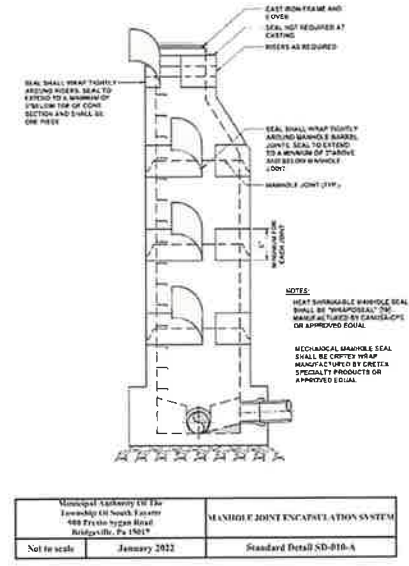 CAST IRON FRAME AND
COVER
SEAL NOT REQUIRED AT
CASTING
RISERS AS REQUIRED
SEAL SHALL WRAP TIGHTLY
AROUND RISERS. SEAL TO
EXTEND TO A MINIMUM OF
3" BELOW TOP OF CONE
SECTION AND SHALL BE
ONE PIECE
SEAL SHALL WRAP TIGHTLY
AROUND MANHOLE BARREL
JOINTS. SEAL TO EXTEND
TO A MINIMUM OF 3" ABOVE
AND BELOW MANHOLE
JOINT
MANHOLE JOINT (TYP.)
6"
MINIMUM FOR
EACH JOINT
NOTES:
HEAT SHRINKABLE MANHOLE SEAL
SHALL BE "WRAPIDSEAL" (TM)
MANUFACTURED BY CANUSA-CPS
OR APPROVED EQUAL
MECHANICAL MANHOLE SEAL
SHALL BE CRETEX WRAP
MANUFACTURED BY CRETEX
SPECIALTY PRODUCTS OR
APPROVED EQUAL
Municipal Authority Of The
Township Of South Fayette
900 Presto Sygan Road
Bridgeville, Pa 15017
MANHOLE JOINT ENCAPSULATION SYSTEM
Not to scale
January 2022
Standard Detail SD-010-A